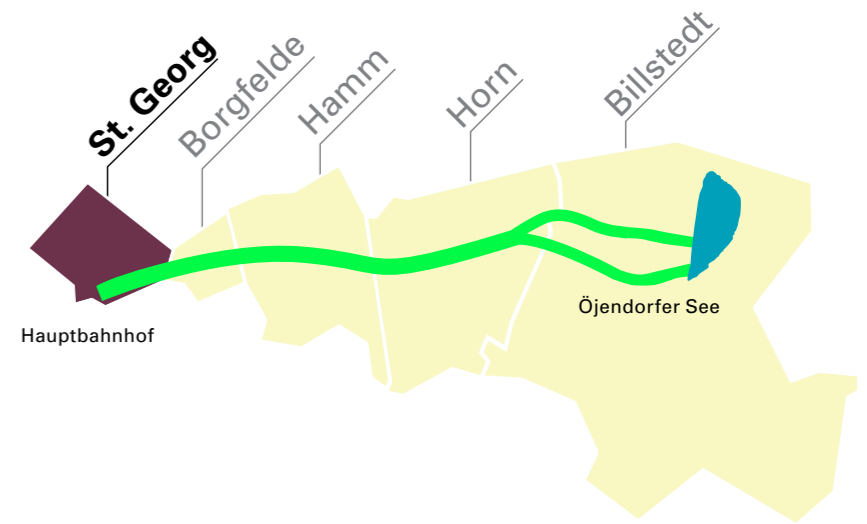 St. Georg
Borgfelde
Hamm
Horn
Billstedt
Hauptbahnhof
Öjendorfer See